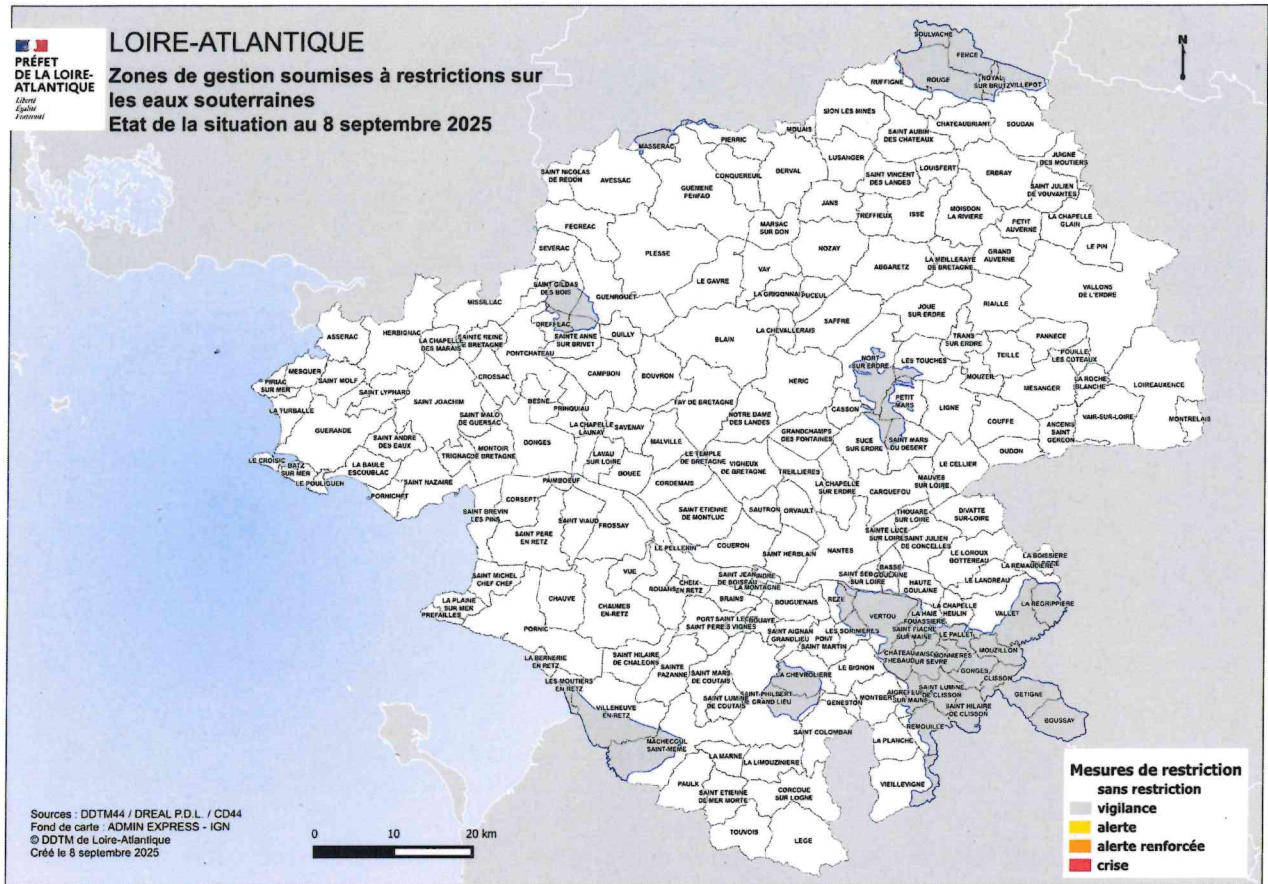 PRÉFET
DE LA LOIRE-
ATLANTIQUE
Liberté
Égalité
Fraternité
LOIRE-ATLANTIQUE
Zones de gestion soumises à restrictions sur
les eaux souterraines
Etat de la situation au 8 septembre 2025
N
SOULVACHE
FERCE
RUFFIGNE
ROUGE
NOYAL
SUR BRUTZ
VILLEPOT
SION LES MINES
CHATEAUBRIANT
SOUDAN
MOUAIS
SAINT AUBIN
DES CHATEAUX
MASSERAC
PIERRIC
LUSANGER
JUIGNE
DES MOUTIERS
SAINT NICOLAS
DE REDON
AVESSAC
CONQUEREUIL
DERVAL
SAINT VINCENT
DES LANDES
LOUISFERT
ERBRAY
GUÉMENÉ
PENFAO
SAINT JULIEN
DE VOUVANTES
JANS
TREFFIEUX
ISSE
MOISDON
LA RIVIERE
PETIT
AUVERNE
LA CHAPELLE
GLAIN
FEGREAC
MARSAC
SUR DON
SEVERAC
PLESSE
NOZAY
GRAND
AUVERNE
LE PIN
VAY
ABBARETZ
LA MEILLERAYE
DE BRETAGNE
SAINT GILDAS
DES BOIS
GUENROUET
LE GAVRE
LA GRIGONNAIS
PUCEUL
VALLONS
DE L'ERDRE
MISSILLAC
JOUE
SUR ERDRE
RIAILLE
DREFFEAC
SAFFRE
ASSERAC
HERBIGNAC
LA CHAPELLE
DES MARAIS
SAINTE REINE
DE BRETAGNE
SAINTE ANNE
SUR BRIVET
QUILLY
BLAIN
LA CHEVALLERAIS
TRANS
SUR ERDRE
PANNECE
PONTCHATEAU
TEILLE
POUILLE
LES COTEAUX
NORT
SUR ERDRE
LES TOUCHES
MESQUER
CAMPBON
BOUVRON
HERIC
PIRIAC
SUR MER
SAINT MOLF
CROSSAC
MOUZEIL
MESANGER
LA ROCHE
BLANCHE
LOIREAUXENCE
SAINT LYPHARD
SAINT JOACHIM
BESNE
PRINQUIAU
FAY DE BRETAGNE
PETIT
MARS
LIGNE
LA TURBALLE
CASSON
NOTRE DAME
DES LANDES
COUFFE
VAIR-SUR-LOIRE
MONTRELAIS
GUERANDE
SAINT MALO
DE GUERSAC
LA CHAPELLE
LAUNAY
SAVENAY
GRANDCHAMPS
DES FONTAINES
ANCENIS
SAINT
GEREON
SAINT ANDRE
DES EAUX
DONGES
MALVILLE
SUCE
SUR ERDRE
SAINT MARS
DU DESERT
OUDON
MONTOIR
DE BRETAGNE
TRIGNAC
LAVAU
SUR LOIRE
LE TEMPLE
DE BRETAGNE
VIGNEUX
DE BRETAGNE
TREILLIERES
LE CELLIER
LE CROISIC
BATZ
SUR MER
LA BAULE
ESCOUBLAC
BOUEE
CORDEMAIS
LA CHAPELLE
SUR ERDRE
MAUVES
SUR LOIRE
LE POULIGUEN
PORNICHET
SAINT NAZAIRE
PAIMBOEUF
CARQUEFOU
CORSEPT
SAINT ETIENNE
DE MONTLUC
SAUTRON
ORVAULT
THOUARE
SUR LOIRE
DIVATTE
SUR-LOIRE
SAINT BREVIN
LES PINS
SAINT VIAUD
FROSSAY
SAINTE LUCE
SUR LOIRE
SAINT JULIEN
DE CONCELLES
SAINT PERE
EN RETZ
LE PELLERIN
COUERON
SAINT HERBLAIN
NANTES
LE LOROUX
BOTTEREAU
LA BOISSIERE
LA REMAUDIERE
SAINT MICHEL
CHEF CHEF
VUE
ROUANS
CHEIX
EN RETZ
SAINT JEAN
DE BOISEAU
INDRE
LA MONTAGNE
SAINT SEB
SUR LOIRE
BASSE
GOULAINE
HAUTE
GOULAINE
LE LANDREAU
LA PLAINE
SUR MER
PREFAILLES
CHAUVE
CHAUMES
EN-RETZ
BRAINS
BOUGUENAIS
REZE
VERTOU
LA CHAPELLE
HEULIN
VALLET
LA REGRIPPIERE
LA HAIE
FOUASSIERE
PORNIC
SAINT AIGNAN
GRANDLIEU
LES SORINIERES
PONT
SAINT MARTIN
SAINT FIACRE
SUR MAINE
LE PALLET
MOUZILLON
SAINT HILAIRE
DE CHALEONS
LA BERNERIE
EN RETZ
SAINTE
PAZANNE
SAINT MARS
DE COUTAIS
LE BIGNON
CHÂTEAU
THEBAUD
MONNIERES
GORGES
CLISSON
LES MOUTIERS
EN RETZ
LA CHEVROLIERE
VILLENEUVE
EN-RETZ
SAINT LUMINE
DE COUTAIS
SAINT-PHILBERT
DE GRAND LIEU
GENESTON
MONTBERT
AIGREFEUILLE
SUR MAINE
SAINT LUMINE
DE CLISSON
SAINT HILAIRE
DE CLISSON
GETIGNE
BOUSSAY
REMOUILLE
MACHECOUL
SAINT-MEME
SAINT COLOMBAN
LA PLANCHE
LA MARNE
LA LIMOUZINIERE
VIEILLEVIGNE
PAULX
SAINT ETIENNE
DE MER MORTE
CORCOUE
SUR LOGNE
TOUVOIS
LEGE
Mesures de restriction
sans restriction
vigilance
alerte
alerte renforcée
crise
Sources : DDTM44 / DREAL P.D.L. / CD44
Fond de carte : ADMIN EXPRESS - IGN
© DDTM de Loire-Atlantique
Créé le 8 septembre 2025
0 10 20 km